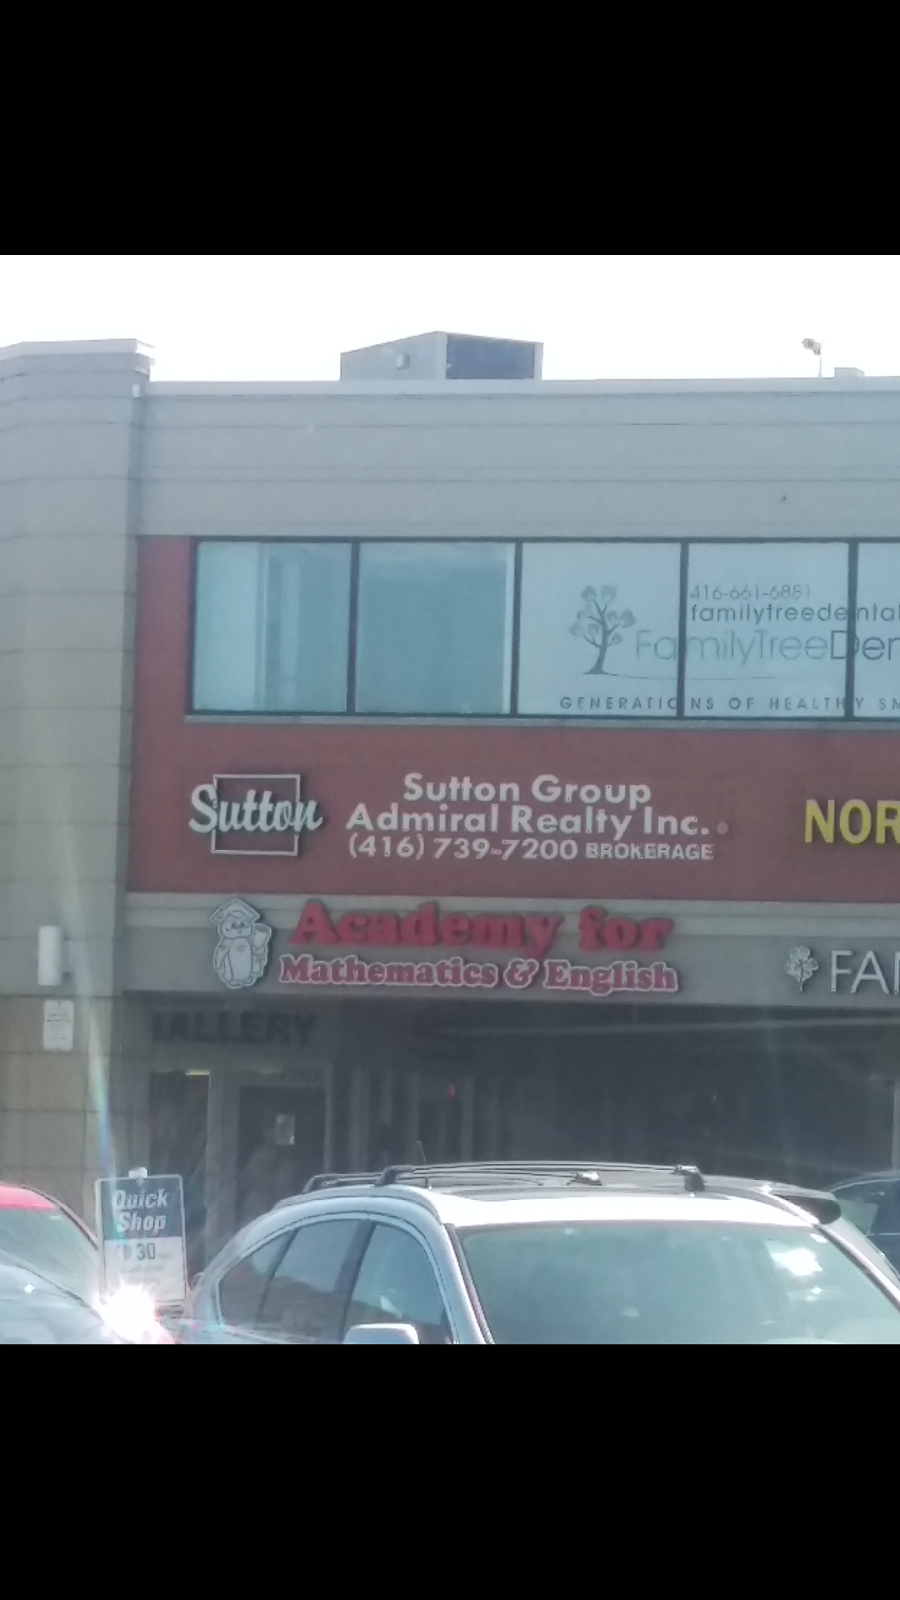 416-661-6881
familytreedental
FamilyTreeDen
GENERATIONS OF HEALTHY SM
Sutton
Sutton Group
Admiral Realty Inc.
(416) 739-7200 BROKERAGE
NOR
Academy for
Mathematics & English
FAM
Quick
Shop
30